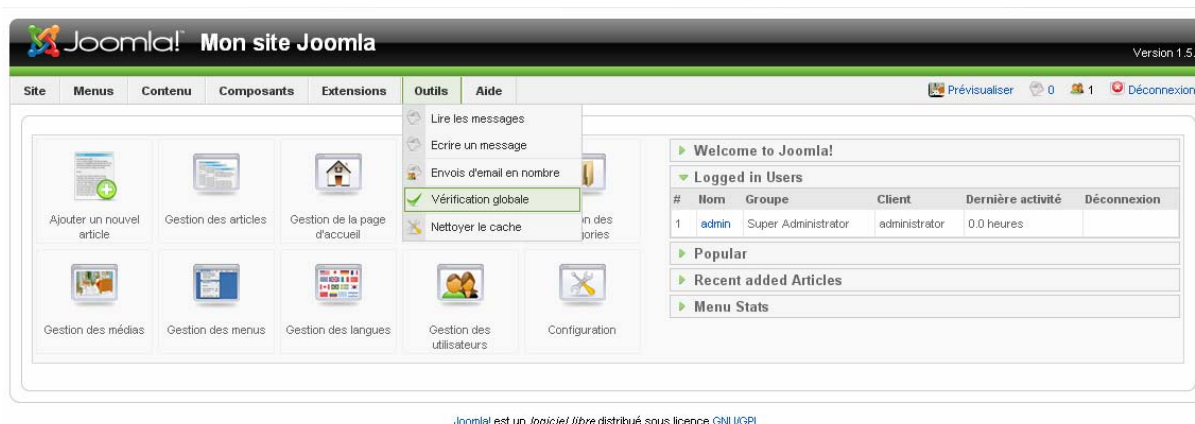 Joomla! Mon site Joomla
Version 1.5.
Site Menus Contenu Composants Extensions Outils Aide Prévisualiser 0 1 Déconnexion
Lire les messages
Ecrire un message
Envois d'email en nombre
Vérification globale
Nettoyer le cache
Ajouter un nouvel
article
Gestion des articles
Gestion de la page
d'accueil
des
Gestion des médias
Gestion des menus
Gestion des langues
Gestion des
utilisateurs
Configuration
Welcome to Joomla!
Logged in Users
# Nom Groupe Client Dernière activité Déconnexion
1 admin Super Administrator administrator 0.0 heures
Popular
Recent added Articles
Menu Stats
Joomla! est un logiciel libre distribué sous licence GNU/GPL